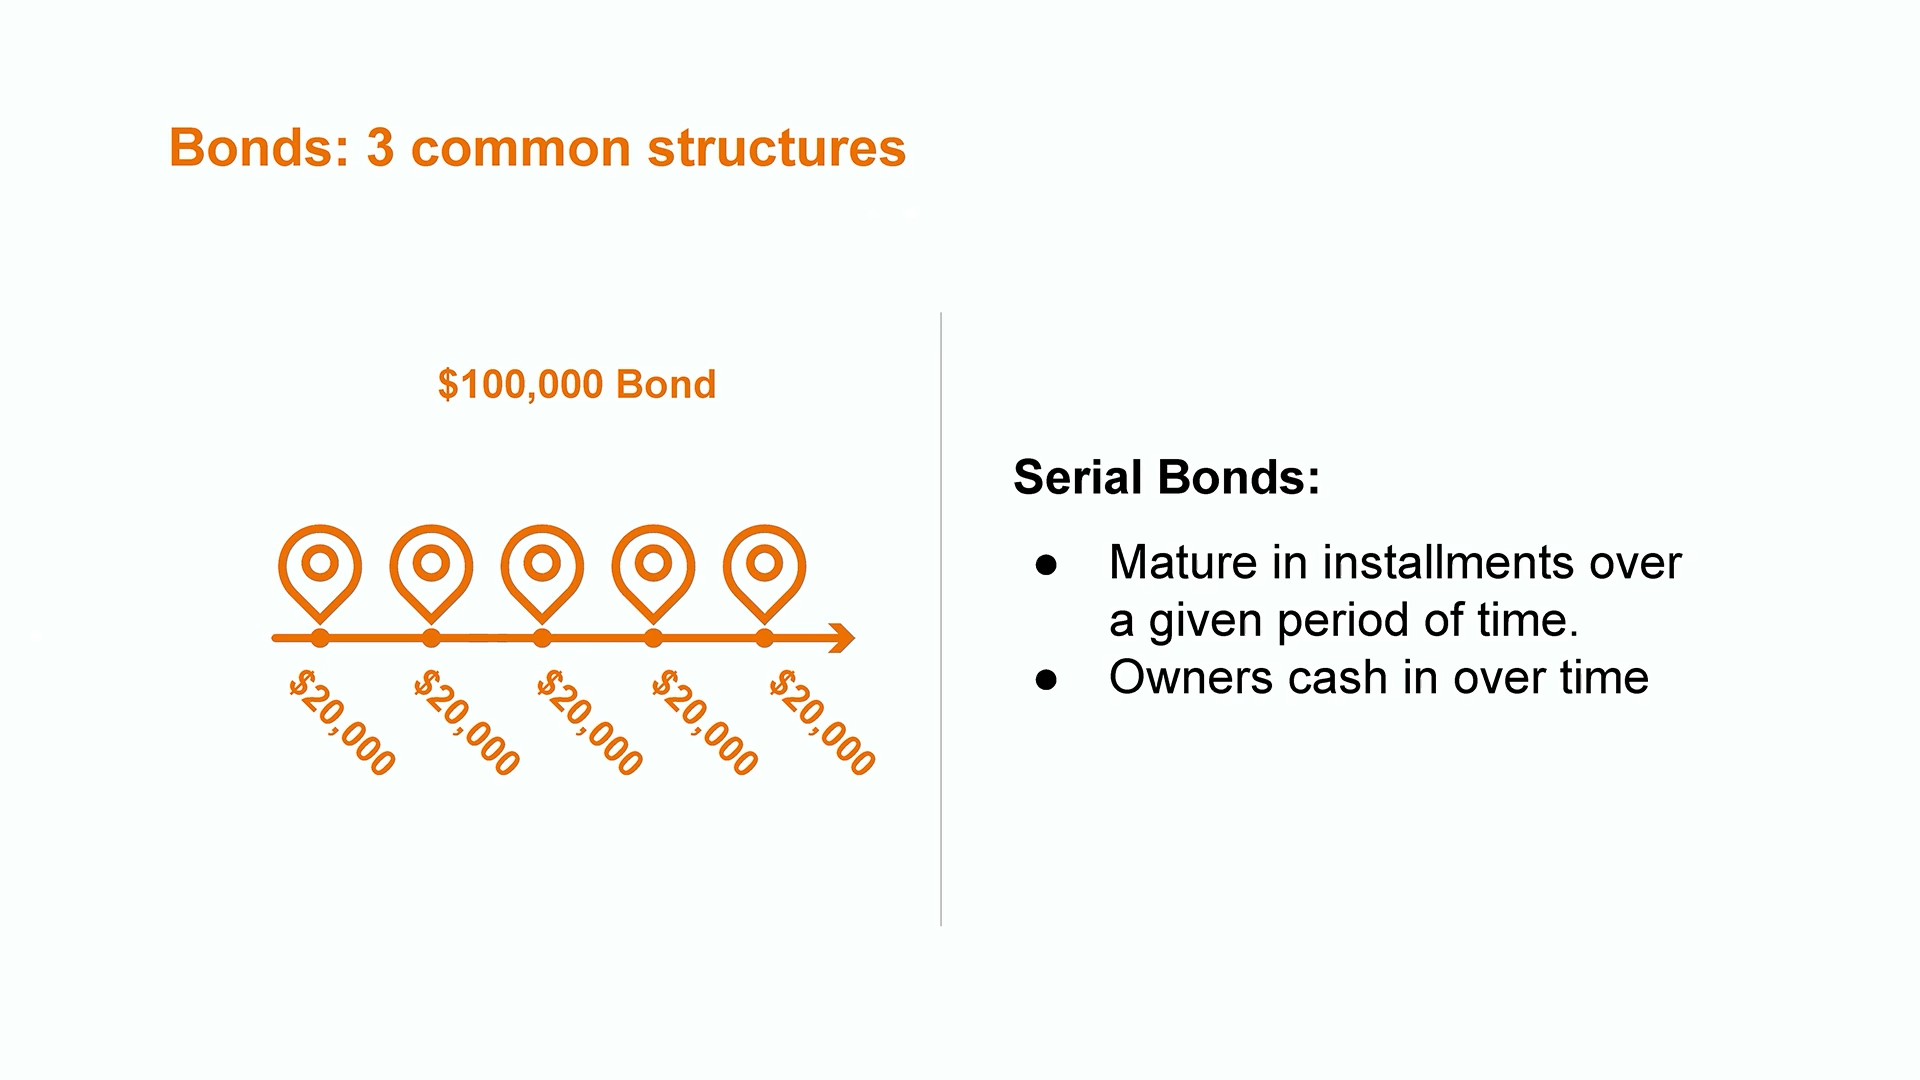 Bonds: 3 common structures
$100,000 Bond
$20,000
$20,000
$20,000
$20,000
$20,000
Serial Bonds:
● Mature in installments over
a given period of time.
● Owners cash in over time